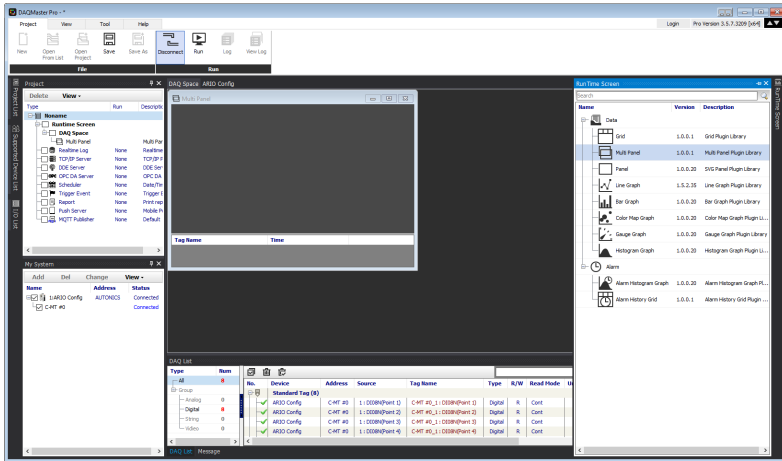 DAQMaster Pro - *
Project View Tool Help
Login Pro Version 3.5.7.3209 [x64]
New Open From List Open Project Save Save As Disconnect Run Log View Log
File Run
Project List
Supported Device List
I/O List
Project
Delete View
Type Run Descriptic
Noname
Runtime Screen
DAQ Space
Multi Panel Multi Par
Realtime Log None Realtime
TCP/IP Server None TCP/IP F
DDE Server None DDE Ser
OPC DA Server None OPC DA
Scheduler None Date/Tir
Trigger Event None Trigger E
Report None Print rep
Push Server None Mobile P
MQTT Publisher None Default
My System
Add Del Change View
Name Address Status
1:ARIO Config AUTONICS Connected
C-MT #0 Connected
DAQ Space ARIO Config
Multi Panel
Tag Name Time
DAQ List
Type Num
All 8
Group
Analog 0
Digital 8
String 0
Video 0
No. Device Address Source Tag Name Type R/W Read Mode
Standard Tag (8)
ARIO Config C-MT #0 1 : DI08N(Point 1) C-MT #0_1 : DI08N(Point 1) Digital R Cont
ARIO Config C-MT #0 1 : DI08N(Point 2) C-MT #0_1 : DI08N(Point 2) Digital R Cont
ARIO Config C-MT #0 1 : DI08N(Point 3) C-MT #0_1 : DI08N(Point 3) Digital R Cont
ARIO Config C-MT #0 1 : DI08N(Point 4) C-MT #0_1 : DI08N(Point 4) Digital R Cont
DAQ List Message
RunTime Screen
Search
Name Version Description
Data
Grid 1.0.0.1 Grid Plugin Library
Multi Panel 1.0.0.1 Multi Panel Plugin Library
Panel 1.0.0.20 SVG Panel Plugin Library
Line Graph 1.5.2.35 Line Graph Plugin Library
Bar Graph 1.0.0.20 Bar Graph Plugin Library
Color Map Graph 1.0.0.20 Color Map Graph Plugin Li...
Gauge Graph 1.0.0.20 Gauge Graph Plugin Library
Histogram Graph 1.0.0.20 Histogram Graph Plugin Li...
Alarm
Alarm Histogram Graph 1.0.0.20 Alarm Histogram Graph Pl...
Alarm History Grid 1.0.0.1 Alarm History Grid Plugin ...
RunTime Screen